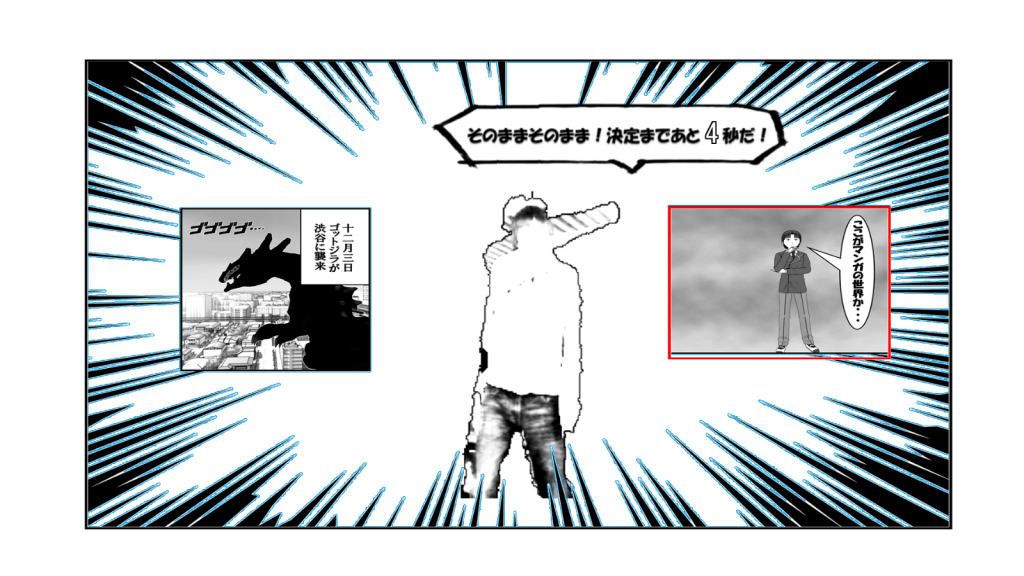 そのままそのまま！決定まであと4秒だ！
十二月三日
ゴットジラが
渋谷に襲来
ゴゴゴゴ‥‥
ここがマンガの世界か・・・